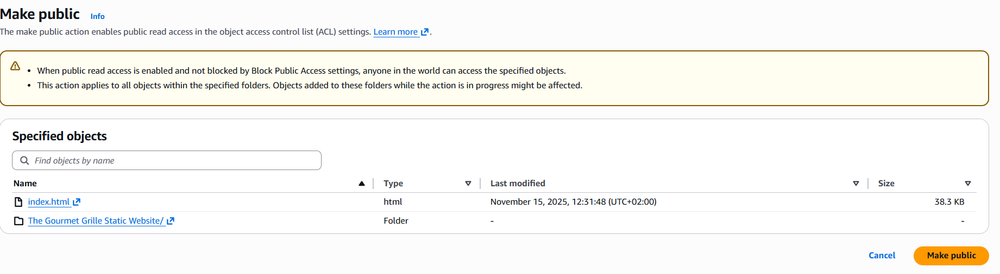 Make public Info
The make public action enables public read access in the object access control list (ACL) settings. Learn more.
• When public read access is enabled and not blocked by Block Public Access settings, anyone in the world can access the specified objects.
• This action applies to all objects within the specified folders. Objects added to these folders while the action is in progress might be affected.
Specified objects
Find objects by name
Name Type Last modified Size
index.html html November 15, 2025, 12:31:48 (UTC+02:00) 38.3 KB
The Gourmet Grille Static Website/ Folder - -
Cancel Make public